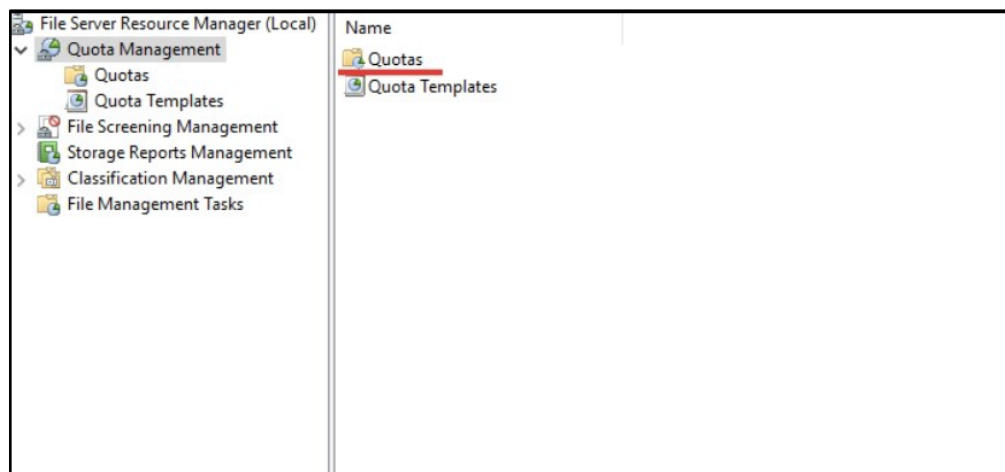 File Server Resource Manager (Local)
Quota Management
Quotas
Quota Templates
File Screening Management
Storage Reports Management
Classification Management
File Management Tasks
Name
Quotas
Quota Templates